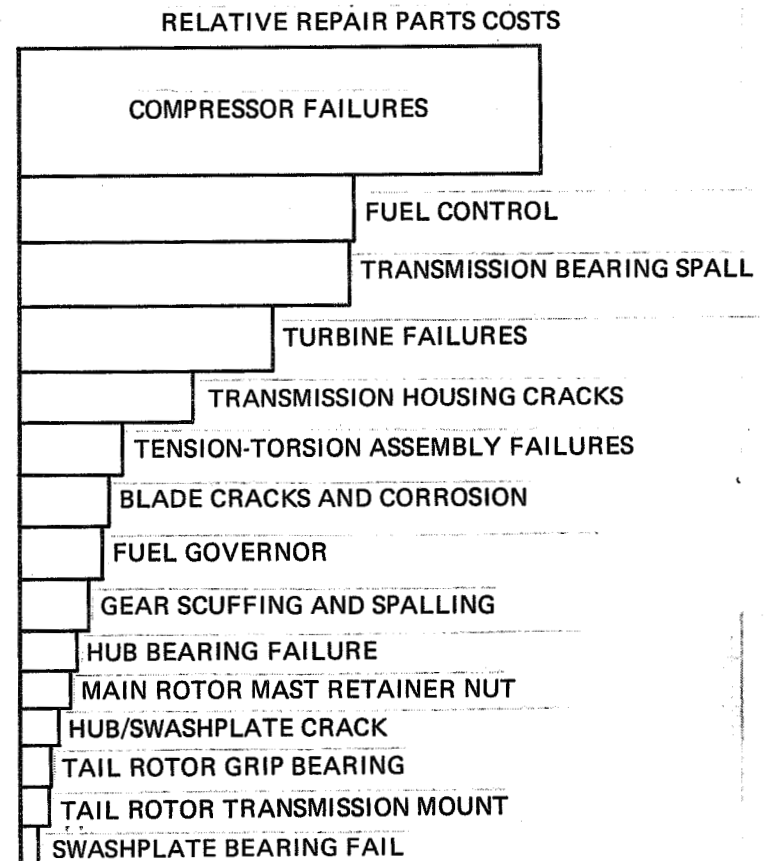 RELATIVE REPAIR PARTS COSTS
COMPRESSOR FAILURES
FUEL CONTROL
TRANSMISSION BEARING SPALL
TURBINE FAILURES
TRANSMISSION HOUSING CRACKS
TENSION-TORSION ASSEMBLY FAILURES
BLADE CRACKS AND CORROSION
FUEL GOVERNOR
GEAR SCUFFING AND SPALLING
HUB BEARING FAILURE
MAIN ROTOR MAST RETAINER NUT
HUB/SWASHPLATE CRACK
TAIL ROTOR GRIP BEARING
TAIL ROTOR TRANSMISSION MOUNT
SWASHPLATE BEARING FAIL